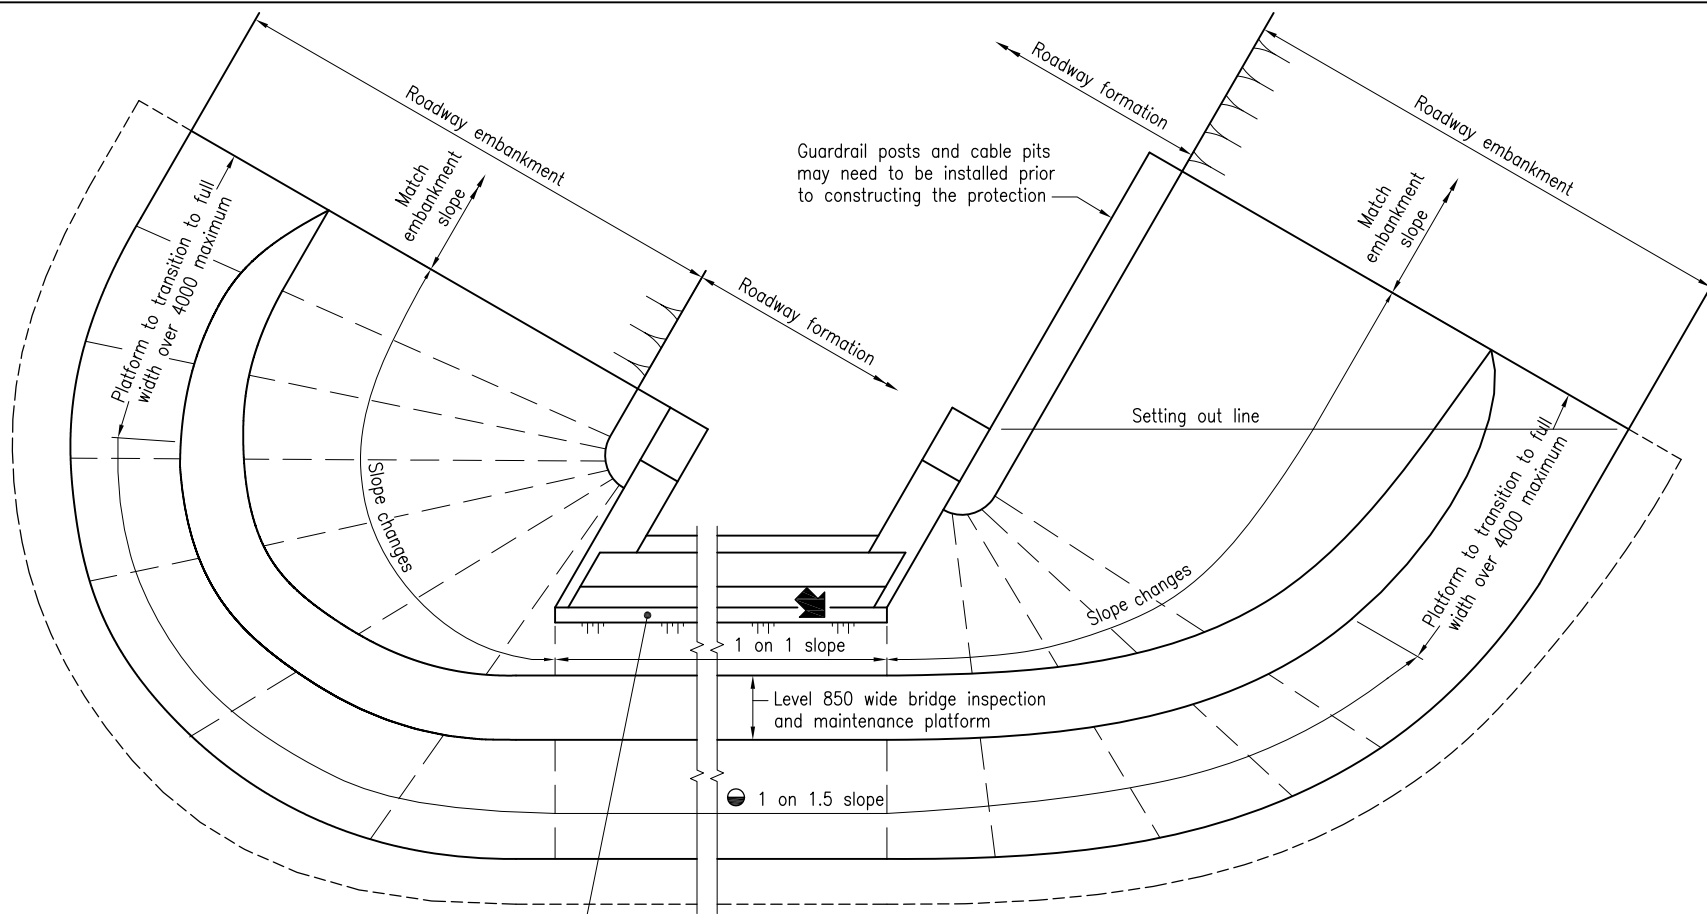 Roadway embankment
Match
embankment
slope
Platform to transition to full
width over 4000 maximum
Roadway formation
Slope changes
Guardrail posts and cable pits
may need to be installed prior
to constructing the protection
Roadway formation
Roadway embankment
Match
embankment
slope
Setting out line
Platform to transition to full
width over 4000 maximum
Slope changes
1 on 1 slope
Level 850 wide bridge inspection
and maintenance platform
1 on 1.5 slope